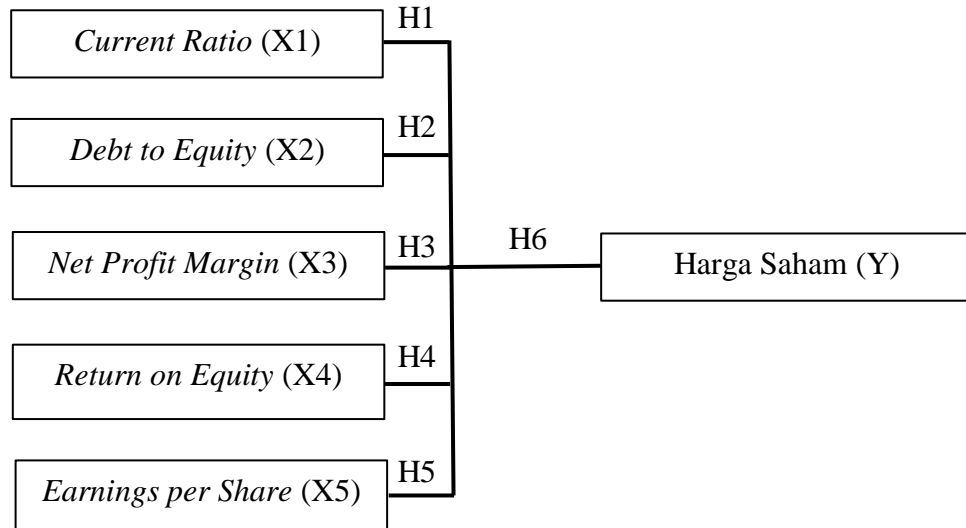 H1
Current Ratio (X1)
H2
Debt to Equity (X2)
H3
Net Profit Margin (X3)
H6
Harga Saham (Y)
H4
Return on Equity (X4)
H5
Earnings per Share (X5)